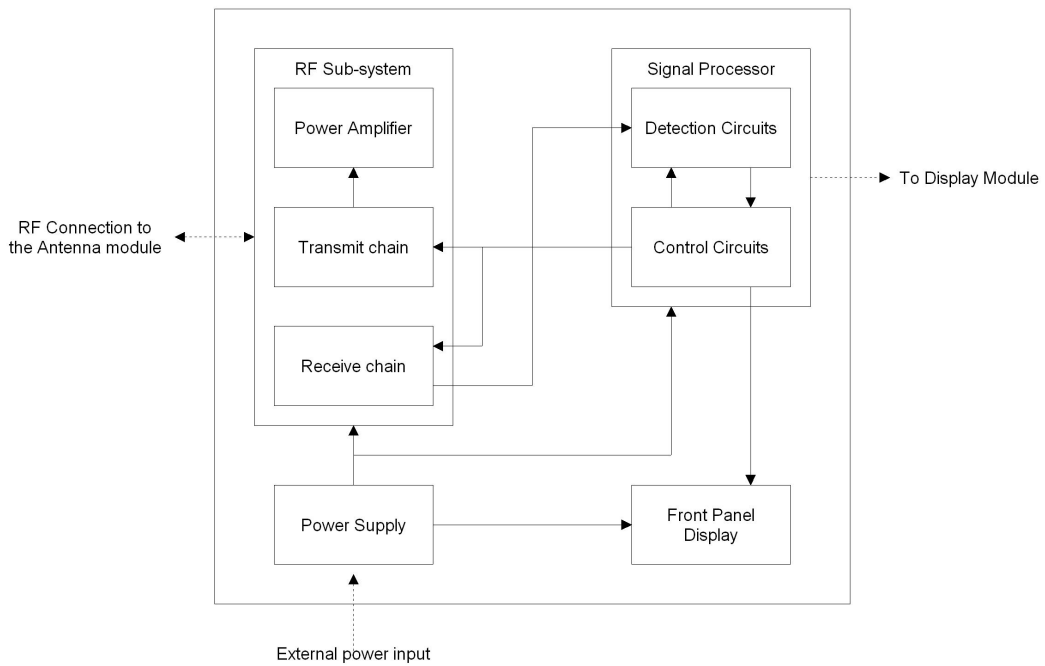 RF Sub-system
Power Amplifier
Transmit chain
Receive chain
Signal Processor
Detection Circuits
Control Circuits
To Display Module
RF Connection to
the Antenna module
Power Supply
Front Panel
Display
External power input